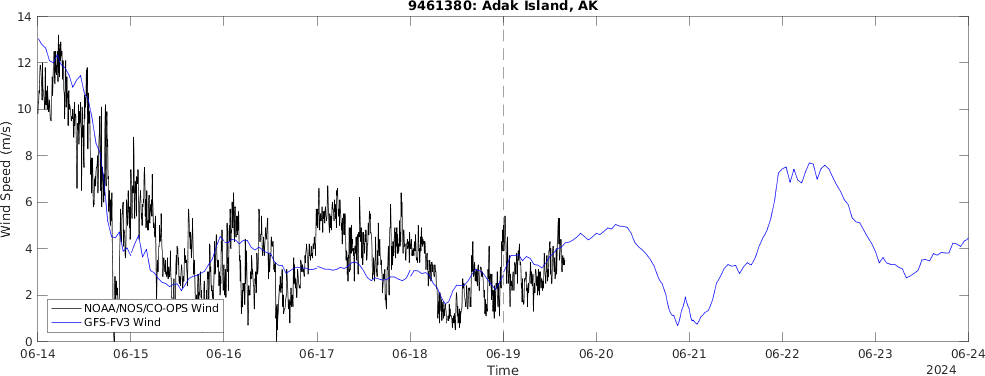 9461380: Adak Island, AK
Wind Speed (m/s)
14
12
10
8
6
4
2
0
NOAA/NOS/CO-OPS Wind
GFS-FV3 Wind
06-14 06-15 06-16 06-17 06-18 06-19 06-20 06-21 06-22 06-23 06-24
Time
2024